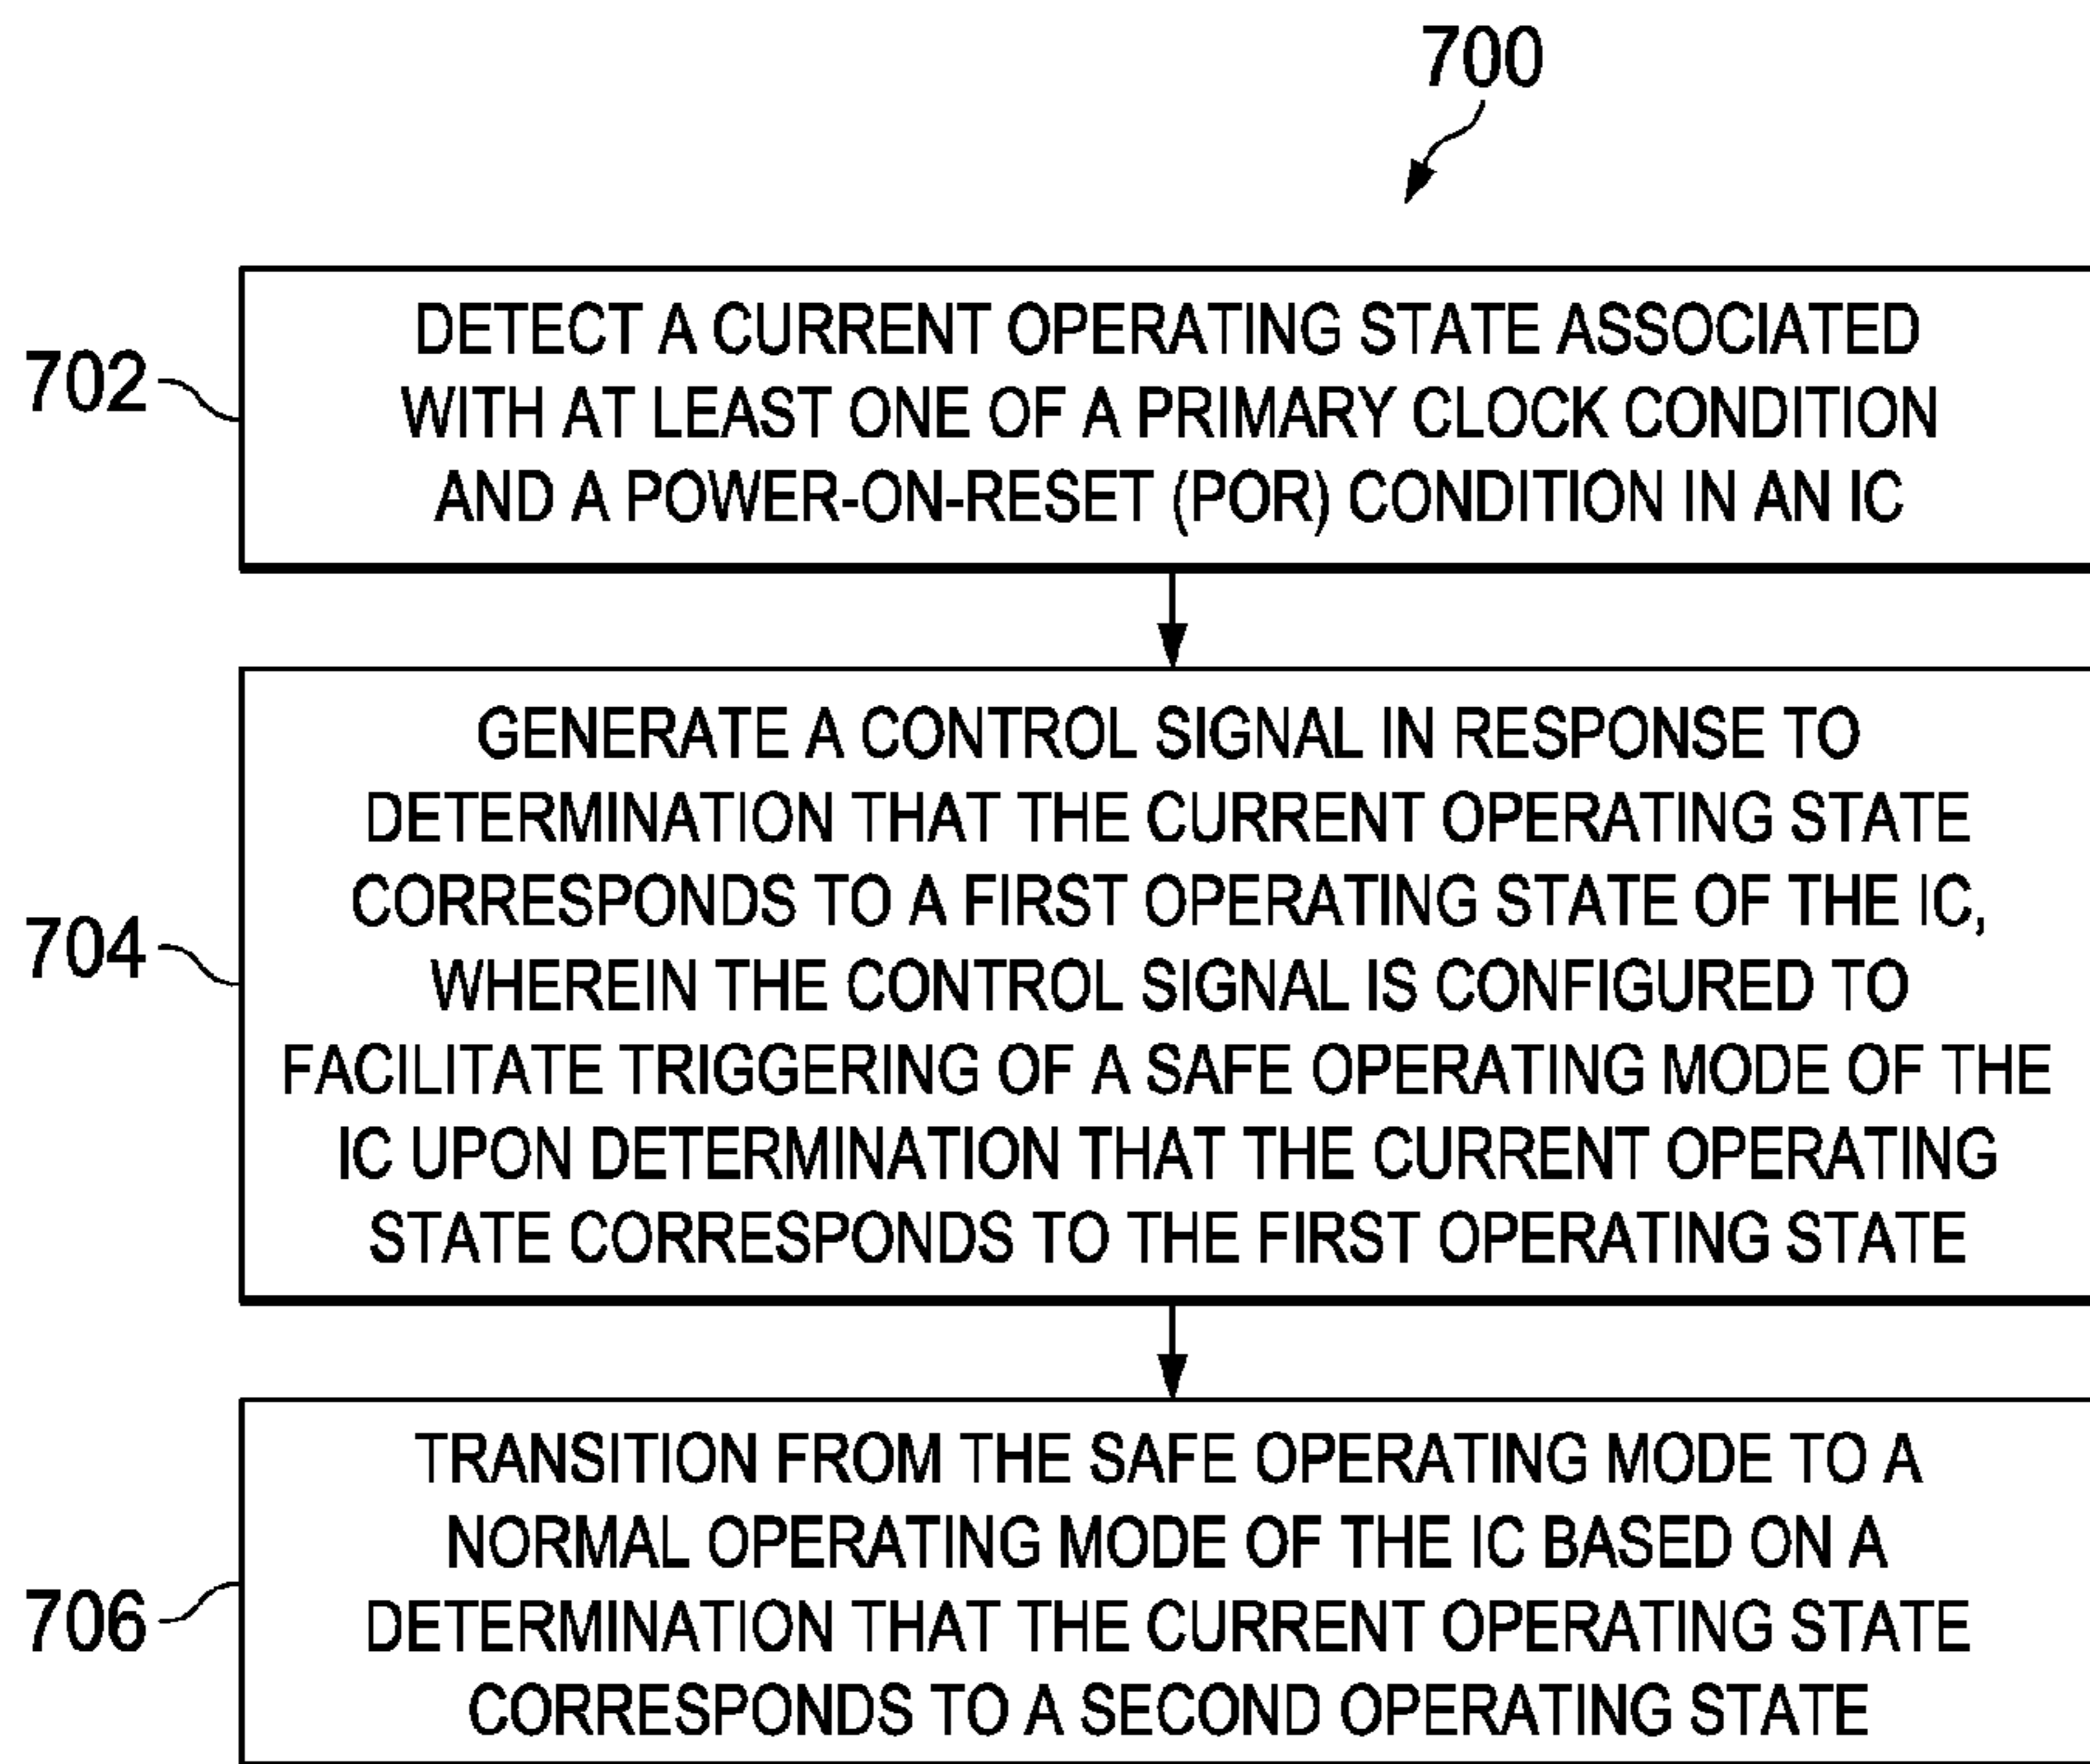 700
702
DETECT A CURRENT OPERATING STATE ASSOCIATED
WITH AT LEAST ONE OF A PRIMARY CLOCK CONDITION
AND A POWER-ON-RESET (POR) CONDITION IN AN IC
704
GENERATE A CONTROL SIGNAL IN RESPONSE TO
DETERMINATION THAT THE CURRENT OPERATING STATE
CORRESPONDS TO A FIRST OPERATING STATE OF THE IC,
WHEREIN THE CONTROL SIGNAL IS CONFIGURED TO
FACILITATE TRIGGERING OF A SAFE OPERATING MODE OF THE
IC UPON DETERMINATION THAT THE CURRENT OPERATING
STATE CORRESPONDS TO THE FIRST OPERATING STATE
706
TRANSITION FROM THE SAFE OPERATING MODE TO A
NORMAL OPERATING MODE OF THE IC BASED ON A
DETERMINATION THAT THE CURRENT OPERATING STATE
CORRESPONDS TO A SECOND OPERATING STATE